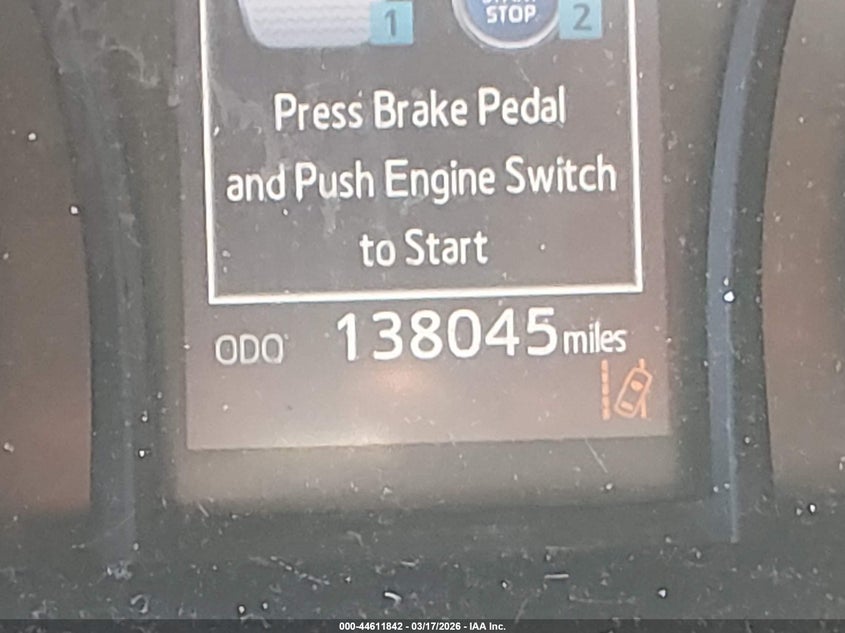 STOP
1
2
Press Brake Pedal
and Push Engine Switch
to Start
ODO 138045 miles
000-44611842 - 03/17/2026 - IAA Inc.